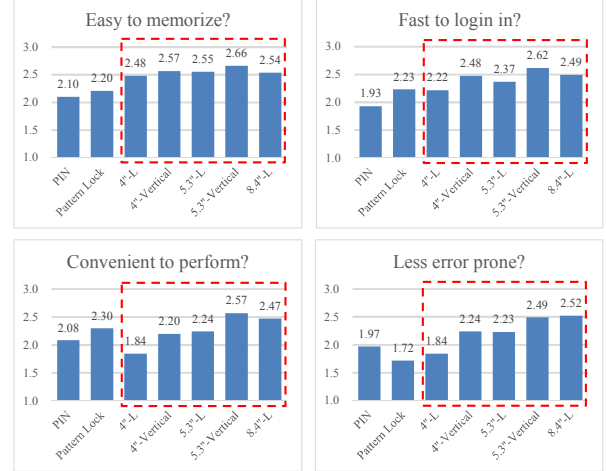 Easy to memorize?
3.0
2.5
2.0
1.5
1.0
2.10 2.20 2.48 2.57 2.55 2.66 2.54
PIN
Pattern Lock
4"-L
4"-Vertical
5.3"-L
5.3"-Vertical
8.4"-L
Fast to login in?
3.0
2.5
2.0
1.5
1.0
1.93 2.23 2.22 2.48 2.37 2.62 2.49
PIN
Pattern Lock
4"-L
4"-Vertical
5.3"-L
5.3"-Vertical
8.4"-L
Convenient to perform?
3.0
2.5
2.0
1.5
1.0
2.08 2.30 1.84 2.20 2.24 2.57 2.47
PIN
Pattern Lock
4"-L
4"-Vertical
5.3"-L
5.3"-Vertical
8.4"-L
Less error prone?
3.0
2.5
2.0
1.5
1.0
1.97 1.72 1.84 2.24 2.23 2.49 2.52
PIN
Pattern Lock
4"-L
4"-Vertical
5.3"-L
5.3"-Vertical
8.4"-L